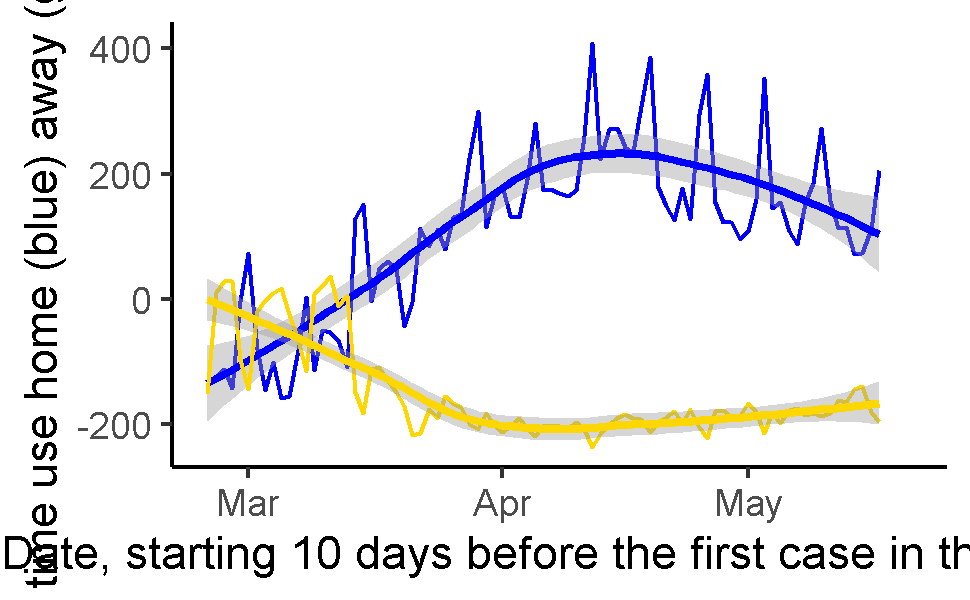 time use home (blue) away (
400
200
0
-200
Mar Apr May
Date, starting 10 days before the first case in th